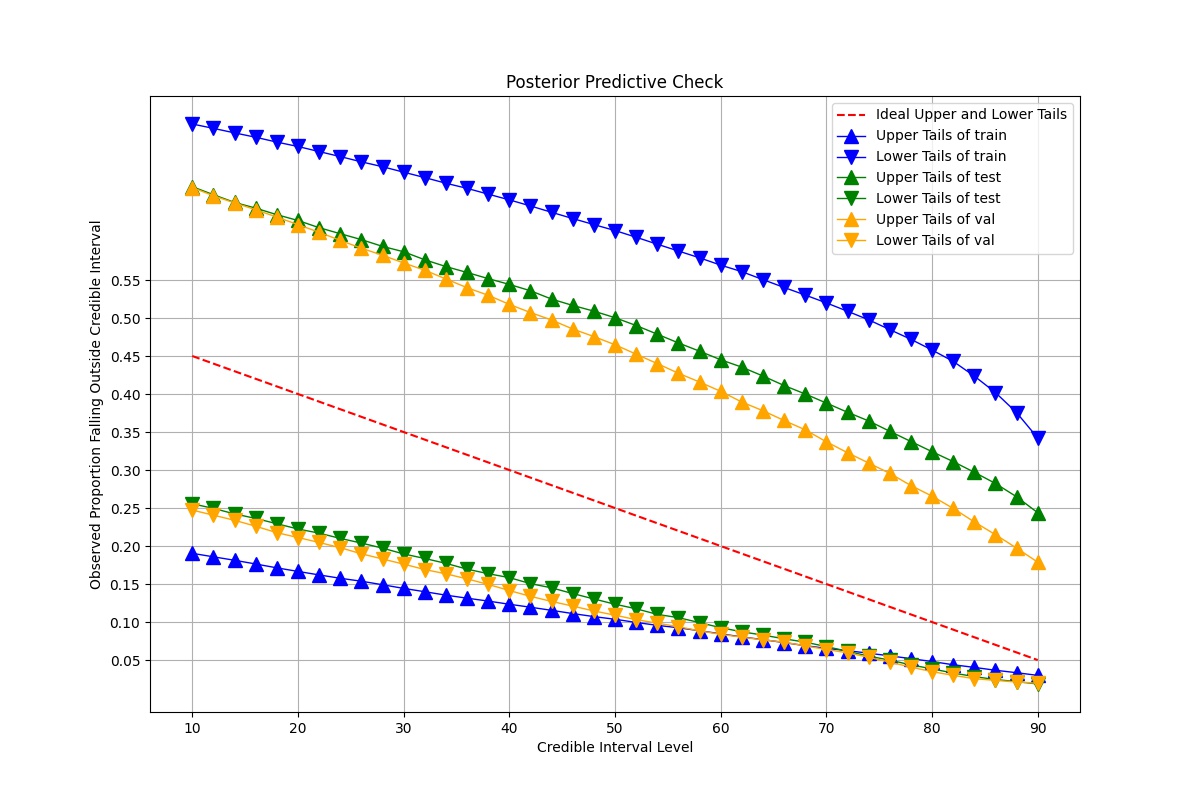 Posterior Predictive Check
Ideal Upper and Lower Tails
Upper Tails of train
Lower Tails of train
Upper Tails of test
Lower Tails of test
Upper Tails of val
Lower Tails of val
Observed Proportion Falling Outside Credible Interval
0.55
0.50
0.45
0.40
0.35
0.30
0.25
0.20
0.15
0.10
0.05
10 20 30 40 50 60 70 80 90
Credible Interval Level